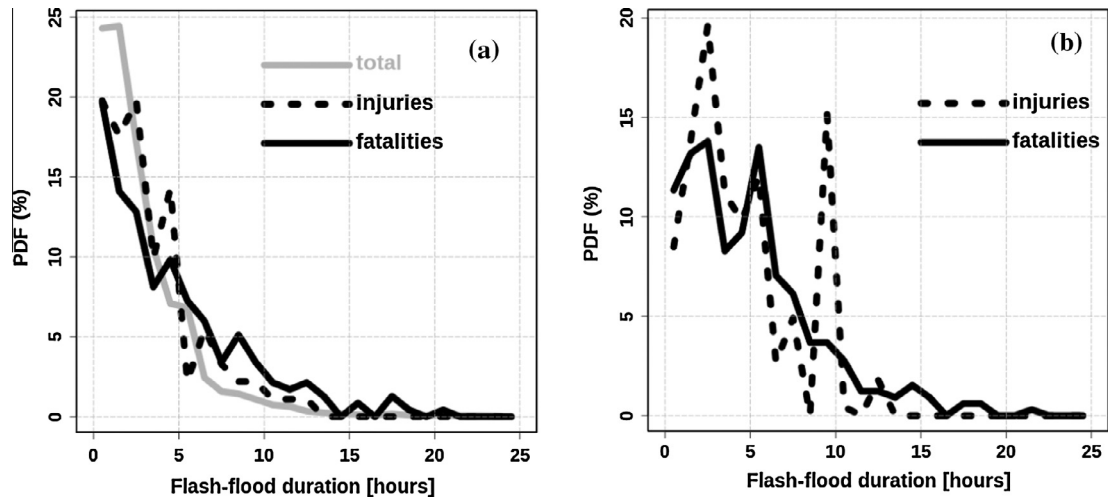 (a)
total
injuries
fatalities
PDF (%)
25
20
15
10
5
0
0 5 10 15 20 25
Flash-flood duration [hours]
(b)
injuries
fatalities
PDF (%)
20
15
10
5
0
0 5 10 15 20 25
Flash-flood duration [hours]